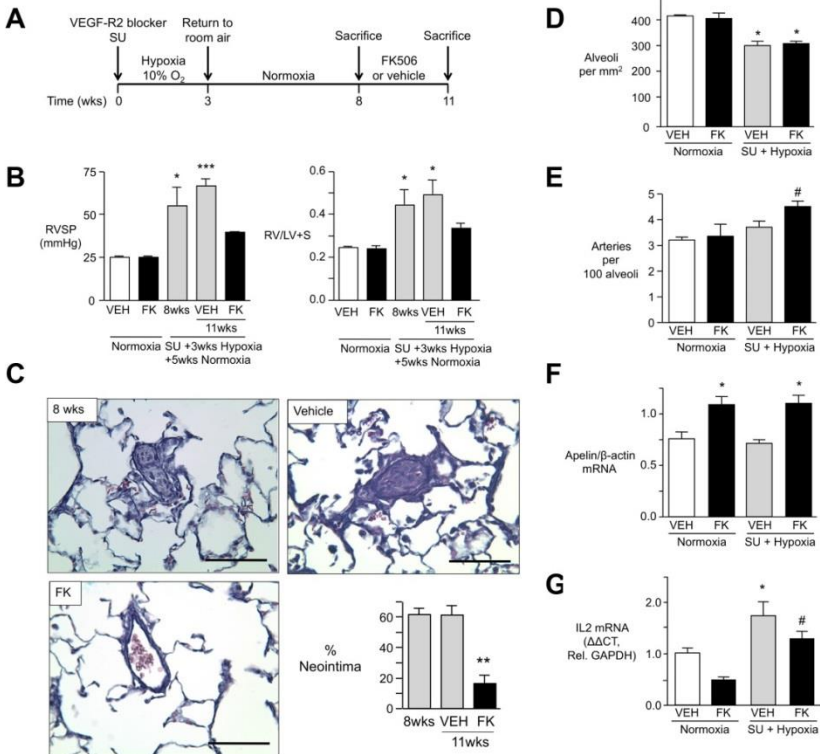 A
VEGF-R2 blocker
SU
Return to
room air
Sacrifice
Sacrifice
Hypoxia
10% O₂
Normoxia
FK506
or vehicle
Time (wks)
0
3
8
11
B
RVSP
(mmHg)
75
50
25
0
*
***
VEH
FK
8wks
VEH
FK
11wks
Normoxia
SU +3wks Hypoxia
+5wks Normoxia
RV/LV+S
0.6
0.4
0.2
0.0
*
*
VEH
FK
8wks
VEH
FK
11wks
Normoxia
SU +3wks Hypoxia
+5wks Normoxia
C
8 wks
Vehicle
FK
%
Neointima
60
40
20
0
**
8wks
VEH
FK
11wks
D
Alveoli
per mm²
400
300
200
100
0
*
*
VEH
FK
VEH
FK
Normoxia
SU + Hypoxia
E
Arteries
per
100 alveoli
5
4
3
2
1
0
#
VEH
FK
VEH
FK
Normoxia
SU + Hypoxia
F
Apelin/β-actin
mRNA
1.0
0.5
0
*
*
VEH
FK
VEH
FK
Normoxia
SU + Hypoxia
G
IL2 mRNA
(ΔΔCT,
Rel. GAPDH)
2.0
1.0
0
*
#
VEH
FK
VEH
FK
Normoxia
SU + Hypoxia